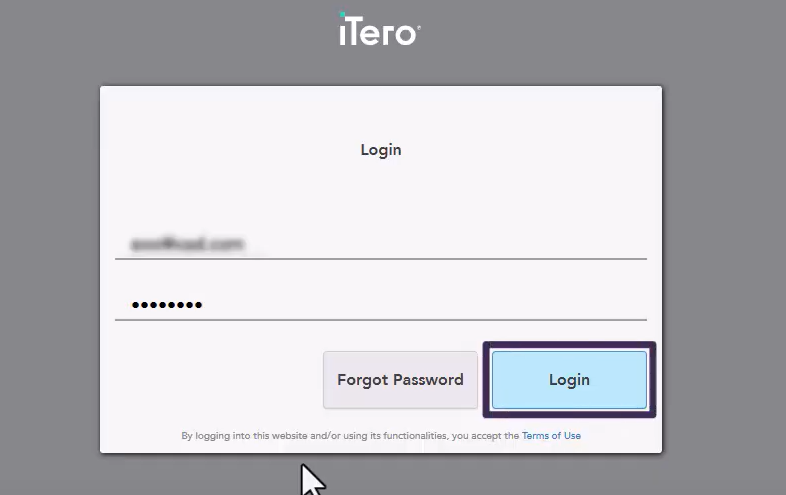 iTero
Login
Forgot Password
Login
By logging into this website and/or using its functionalities, you accept the Terms of Use